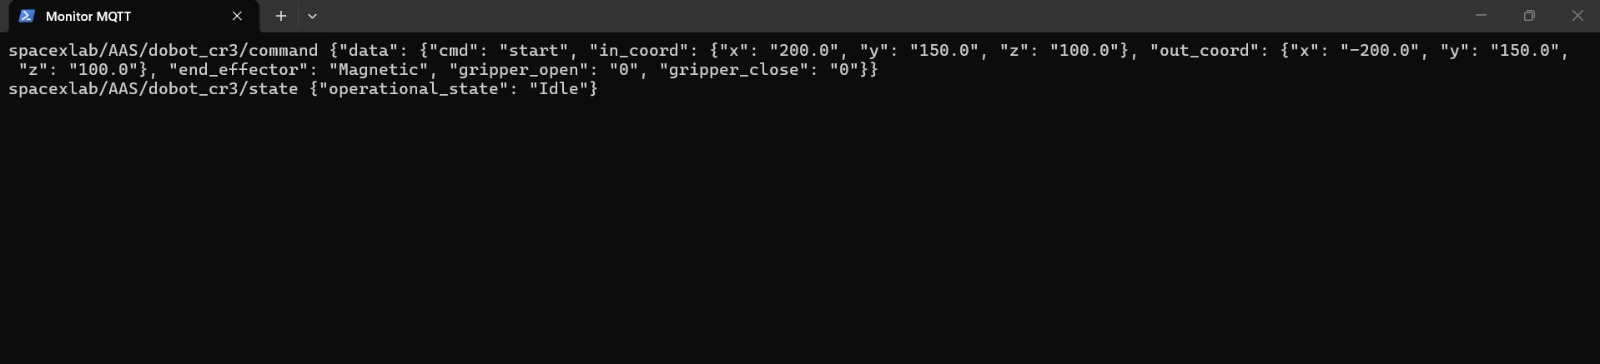 Monitor MQTT
spacexlab/AAS/dobot_cr3/command {"data": {"cmd": "start", "in_coord": {"x": "200.0", "y": "150.0", "z": "100.0"}, "out_coord": {"x": "-200.0", "y": "150.0",
"z": "100.0"}, "end_effector": "Magnetic", "gripper_open": "0", "gripper_close": "0"}}
spacexlab/AAS/dobot_cr3/state {"operational_state": "Idle"}